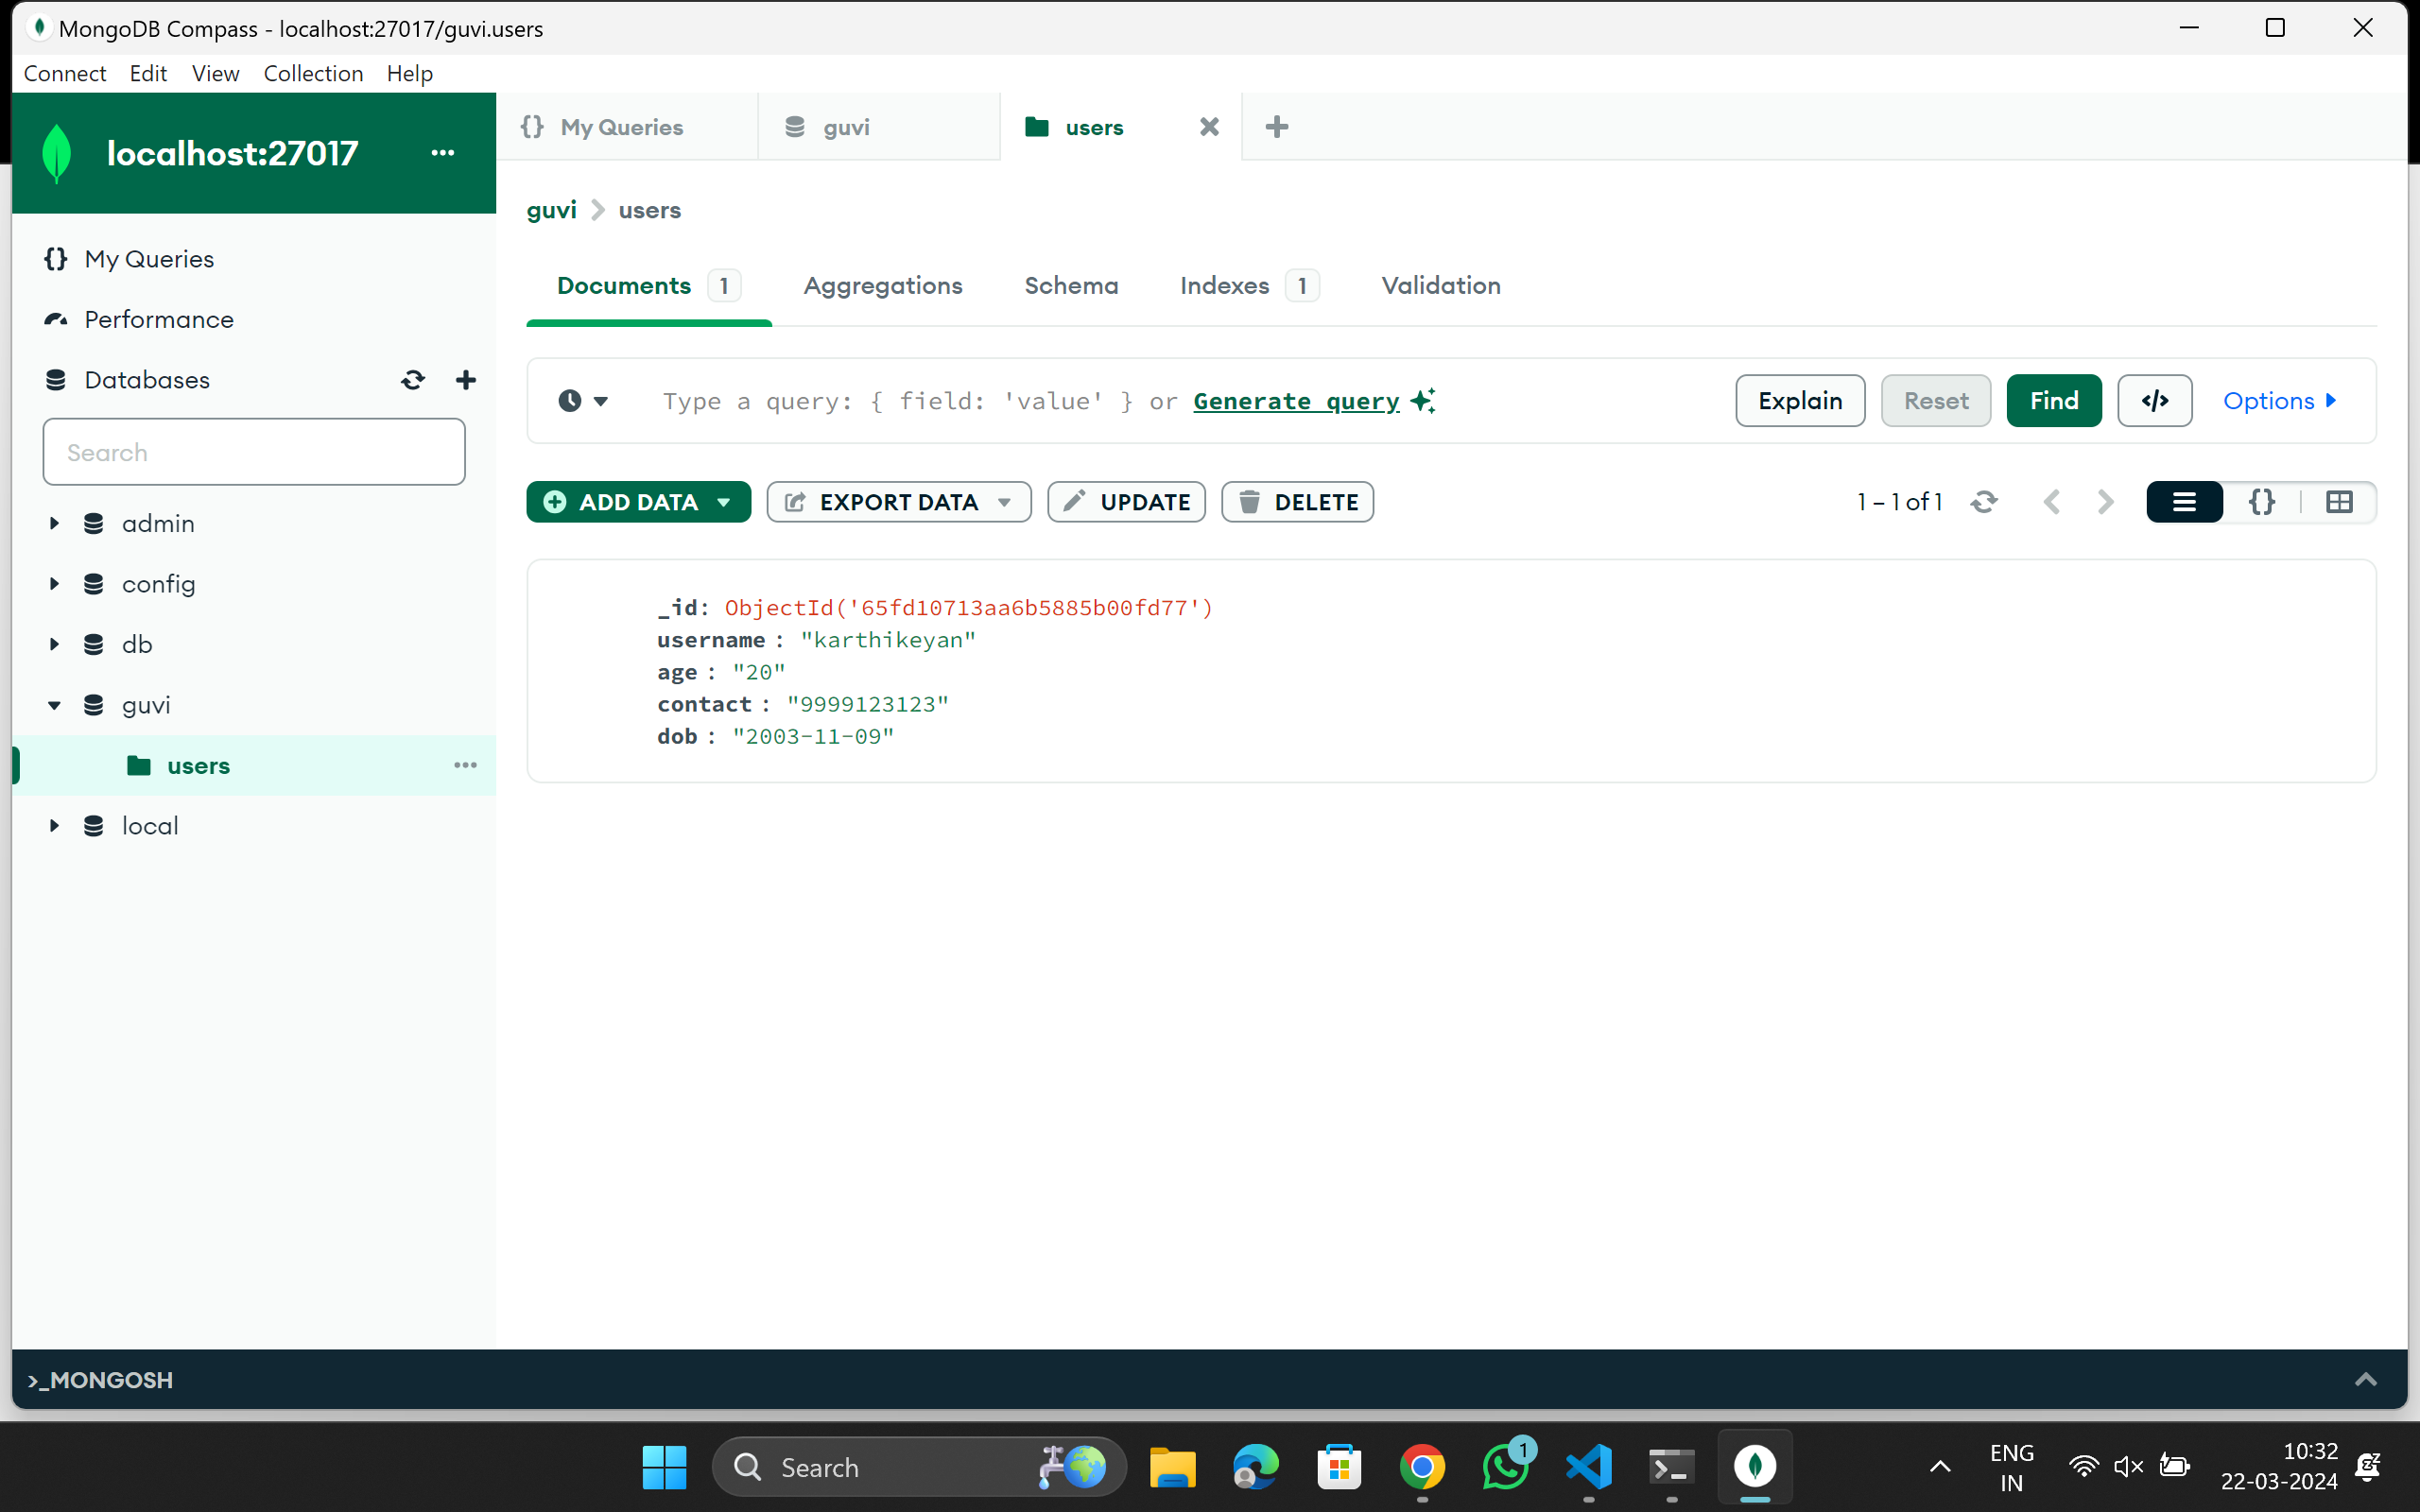 MongoDB Compass - localhost:27017/guvi.users
Connect Edit View Collection Help
localhost:27017 ...
{} My Queries
guvi
users
guvi > users
My Queries
Performance
Databases
Search
admin
config
db
guvi
users
local
Documents 1 Aggregations Schema Indexes 1 Validation
Type a query: { field: 'value' } or Generate query
Explain Reset Find </> Options
ADD DATA EXPORT DATA UPDATE DELETE
1 – 1 of 1 {}
_id: ObjectId('65fd10713aa6b5885b00fd77')
username : "karthikeyan"
age : "20"
contact : "9999123123"
dob : "2003-11-09"
>_MONGOSH
Search
1
ENG
IN
10:32
22-03-2024